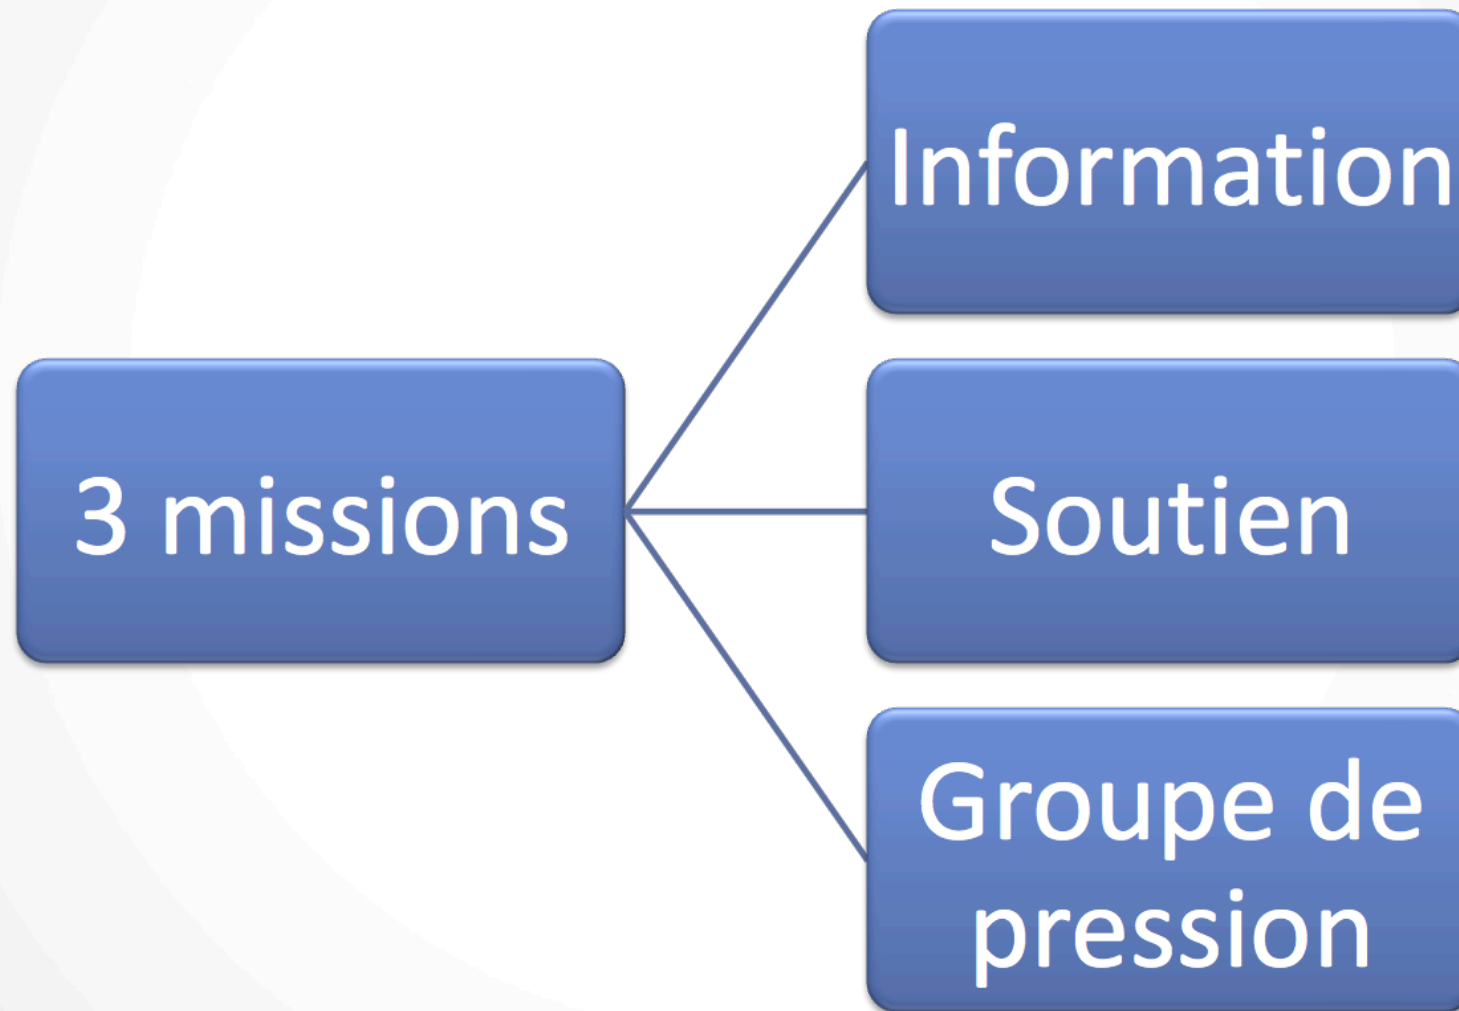 3 missions
Information
Soutien
Groupe de
pression